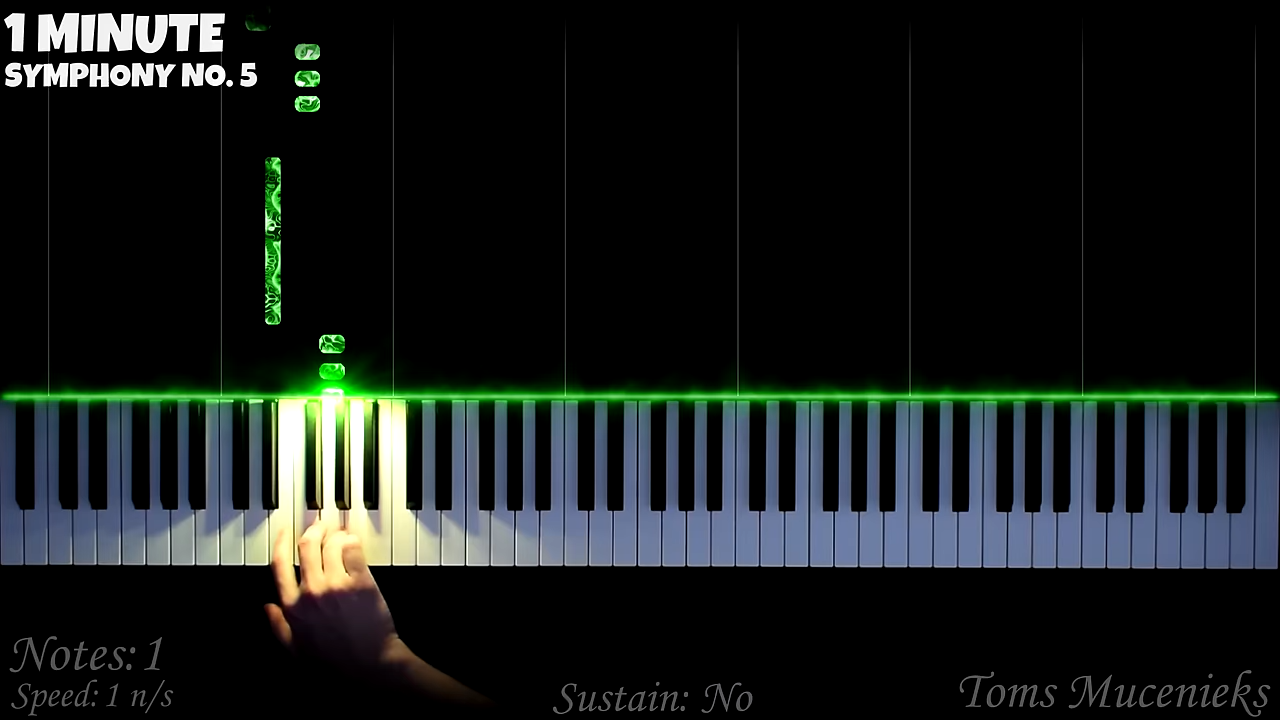 1 MINUTE
SYMPHONY NO. 5
Notes: 1
Speed: 1 n/s
Sustain: No
Toms Mucenieks